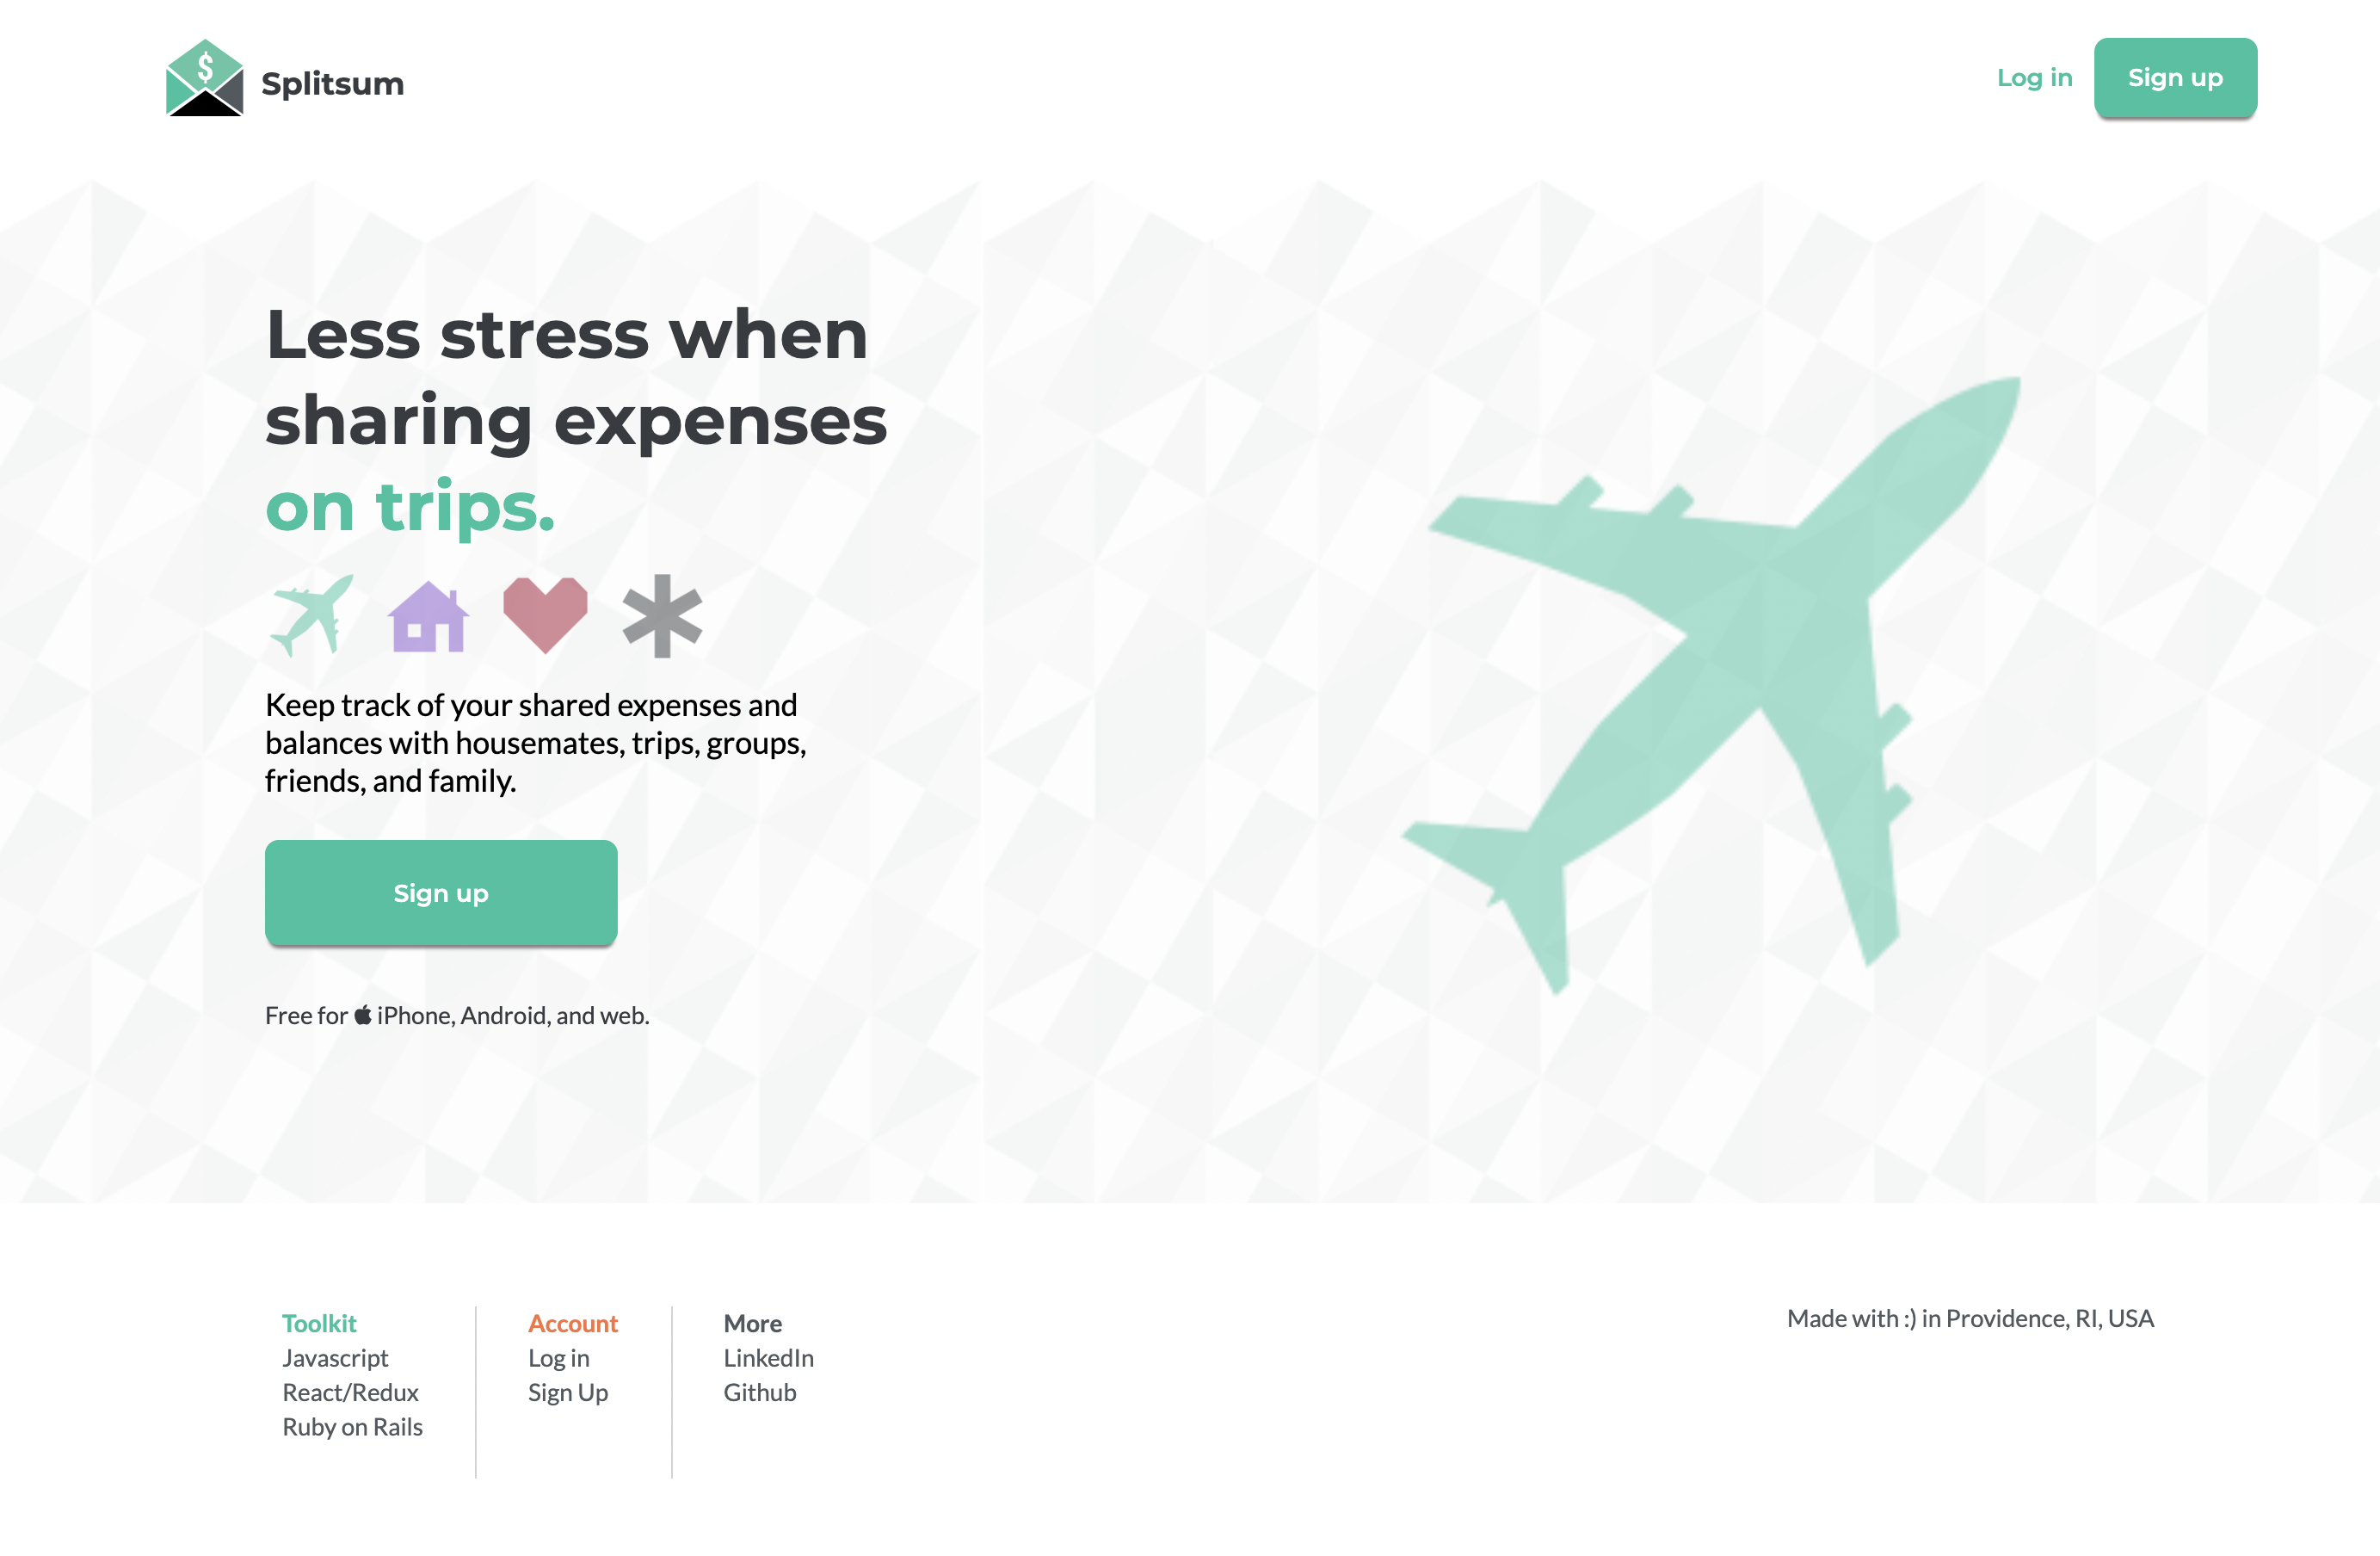 $
Splitsum
Log in
Sign up
Less stress when
sharing expenses
on trips.
Keep track of your shared expenses and
balances with housemates, trips, groups,
friends, and family.
Sign up
Free for iPhone, Android, and web.
Toolkit
Javascript
React/Redux
Ruby on Rails
Account
Log in
Sign Up
More
LinkedIn
Github
Made with :) in Providence, RI, USA